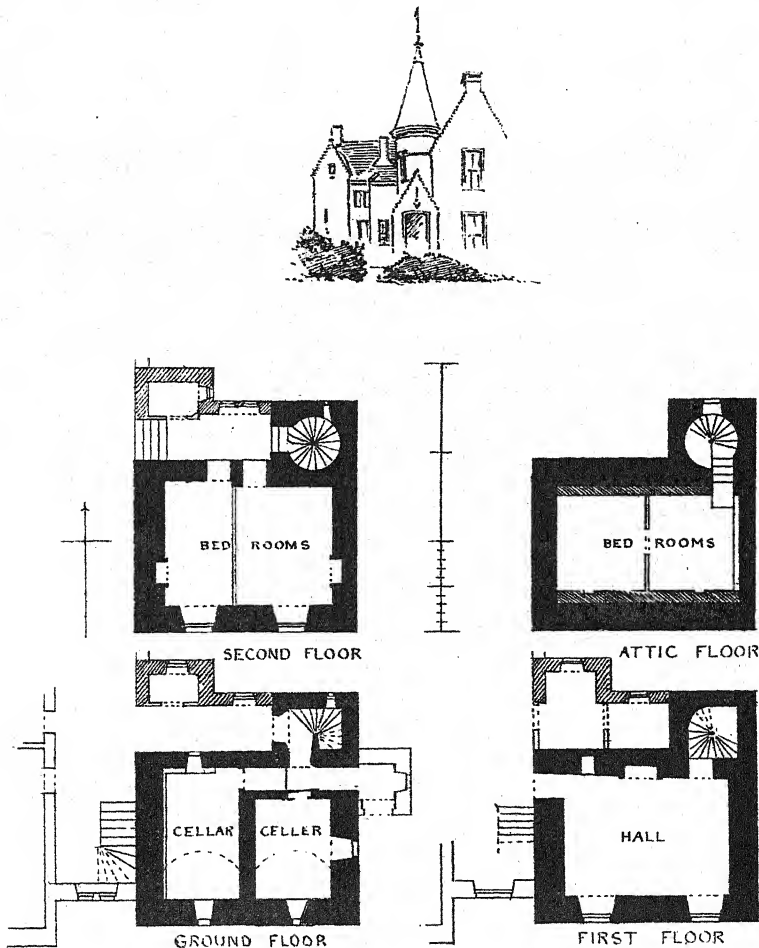 BED ROOMS
SECOND FLOOR
BED ROOMS
ATTIC FLOOR
CELLAR CELLER
GROUND FLOOR
HALL
FIRST FLOOR